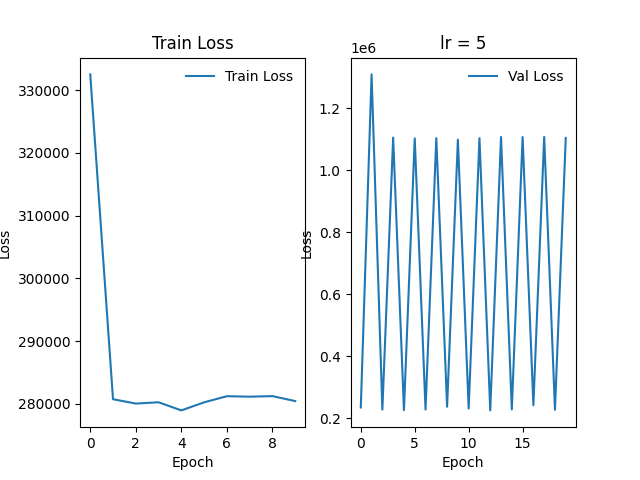 Train Loss
Loss
330000
320000
310000
300000
290000
280000
Train Loss
0
2
4
6
8
Epoch
lr = 5
1e6
Loss
1.2
1.0
0.8
0.6
0.4
0.2
Val Loss
0
5
10
15
Epoch